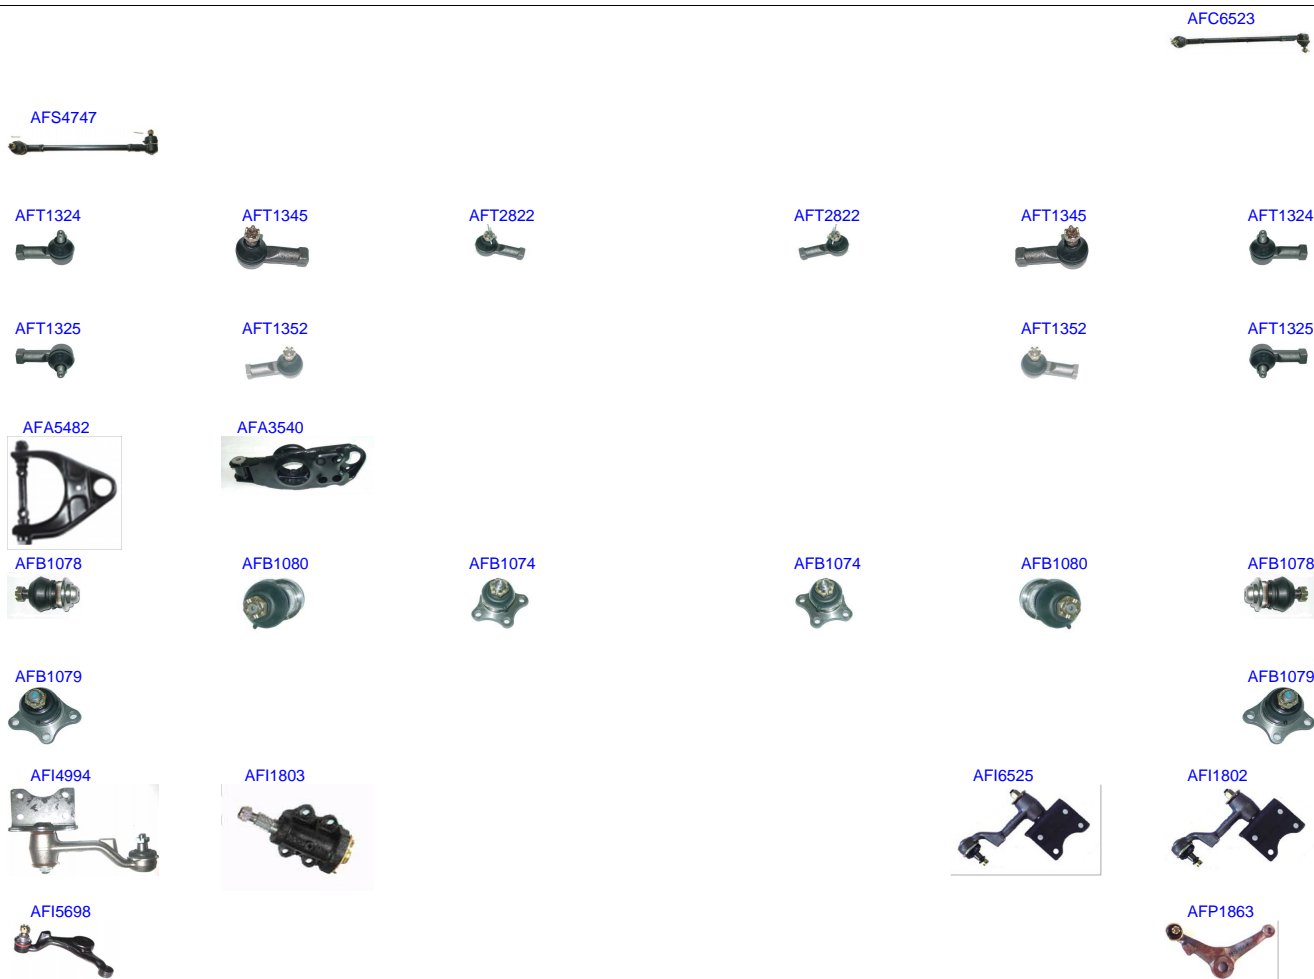 AFC6523
AFS4747
AFT1324 AFT1345 AFT2822 AFT2822 AFT1345 AFT1324
AFT1325 AFT1352 AFT1352 AFT1325
AFA5482 AFA3540
AFB1078 AFB1080 AFB1074 AFB1074 AFB1080 AFB1078
AFB1079 AFB1079
AFI4994 AFI1803 AFI6525 AFI1802
AFI5698 AFP1863